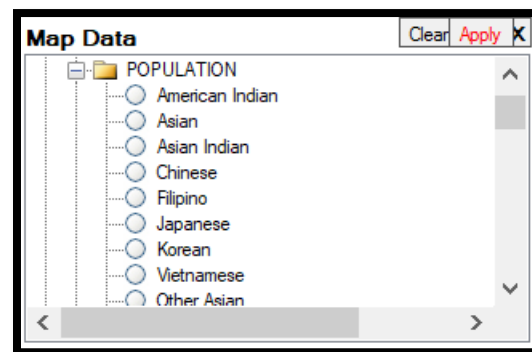 Map Data Clear Apply X
POPULATION
American Indian
Asian
Asian Indian
Chinese
Filipino
Japanese
Korean
Vietnamese
Other Asian